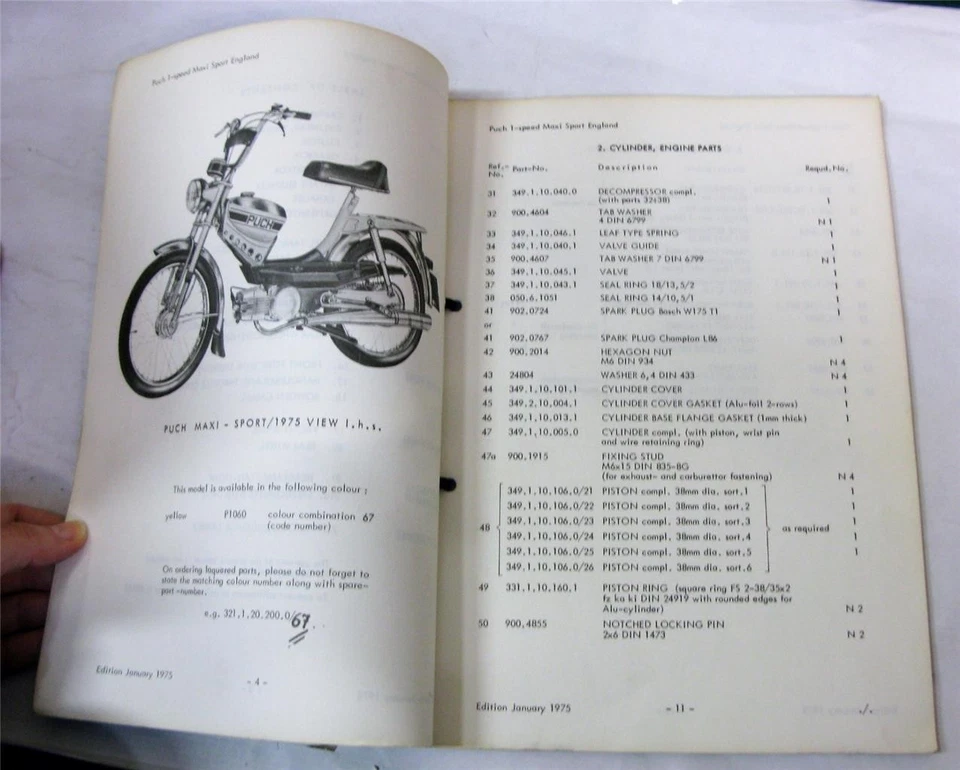 Puch 1-speed Maxi Sport England
PUCH
PUCH MAXI - SPORT/1975 VIEW l.h.s.
This model is available in the following colour :
yellow P1060 colour combination 67
(code number)
On ordering laquered parts, please do not forget to
state the matching colour number along with spare-
part -number.
e.g. 321.1.20.200.0/67
Edition January 1975
- 4 -
Puch 1-speed Maxi Sport England
2. CYLINDER, ENGINE PARTS
Ref.- Part-No. Description Requd. No.
No.
31 349.1.10.040.0 DECOMPRESSOR compl.
(with parts 32÷38) 1
32 900.4604 TAB WASHER
4 DIN 6799 N 1
33 349.1.10.046.1 LEAF TYPE SPRING 1
34 349.1.10.040.1 VALVE GUIDE 1
35 900.4607 TAB WASHER 7 DIN 6799 N 1
36 349.1.10.045.1 VALVE 1
37 349.1.10.043.1 SEAL RING 18/13,5/2 1
38 050.6.1051 SEAL RING 14/10,5/1 1
41 902.0724 SPARK PLUG Bosch W175 T1 1
or
41 902.0767 SPARK PLUG Champion L86 1
42 900.2014 HEXAGON NUT
M6 DIN 934 N 4
43 24804 WASHER 6,4 DIN 433 N 4
44 349.1.10.101.1 CYLINDER COVER 1
45 349.2.10.004.1 CYLINDER COVER GASKET (Alu-foil 2-rows) 1
46 349.1.10.013.1 CYLINDER BASE FLANGE GASKET (1mm thick) 1
47 349.1.10.005.0 CYLINDER compl. (with piston, wrist pin
and wire retaining ring) 1
47a 900.1915 FIXING STUD
M6x15 DIN 835-8G
(for exhaust- and carburettor fastening) N 4
349.1.10.106.0/21 PISTON compl. 38mm dia. sort.1 1
349.1.10.106.0/22 PISTON compl. 38mm dia. sort.2 1
349.1.10.106.0/23 PISTON compl. 38mm dia. sort.3 1
48 as required
349.1.10.106.0/24 PISTON compl. 38mm dia. sort.4 1
349.1.10.106.0/25 PISTON compl. 38mm dia. sort.5 1
349.1.10.106.0/26 PISTON compl. 38mm dia. sort.6
49 331.1.10.160.1 PISTON RING (square ring FS 2-38/35x2
fz ka ki DIN 24919 with rounded edges for
Alu-cylinder) N 2
50 900.4855 NOTCHED LOCKING PIN
2x6 DIN 1473 N 2
Edition January 1975
- 11 -
./.